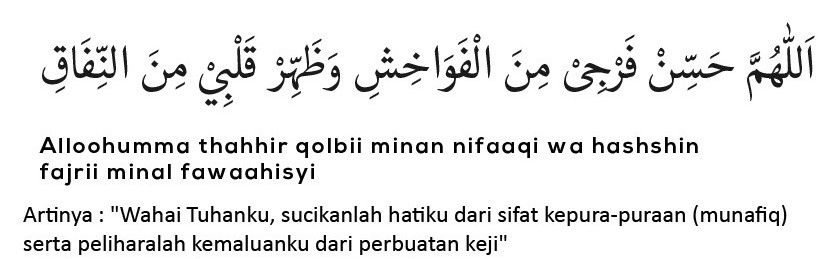 اَللّٰهُمَّ حَسِّنْ فَرْجِىْ مِنَ الْفَوَاخِشِ وَظَهِّرْ قَلْبِيْ مِنَ النِّفَاقِ
Alloohumma thahhir qolbii minan nifaaqi wa hashshin
fajrii minal fawaahisyi
Artinya : "Wahai Tuhanku, sucikanlah hatiku dari sifat kepura-puraan (munafiq)
serta peliharalah kemaluanku dari perbuatan keji"